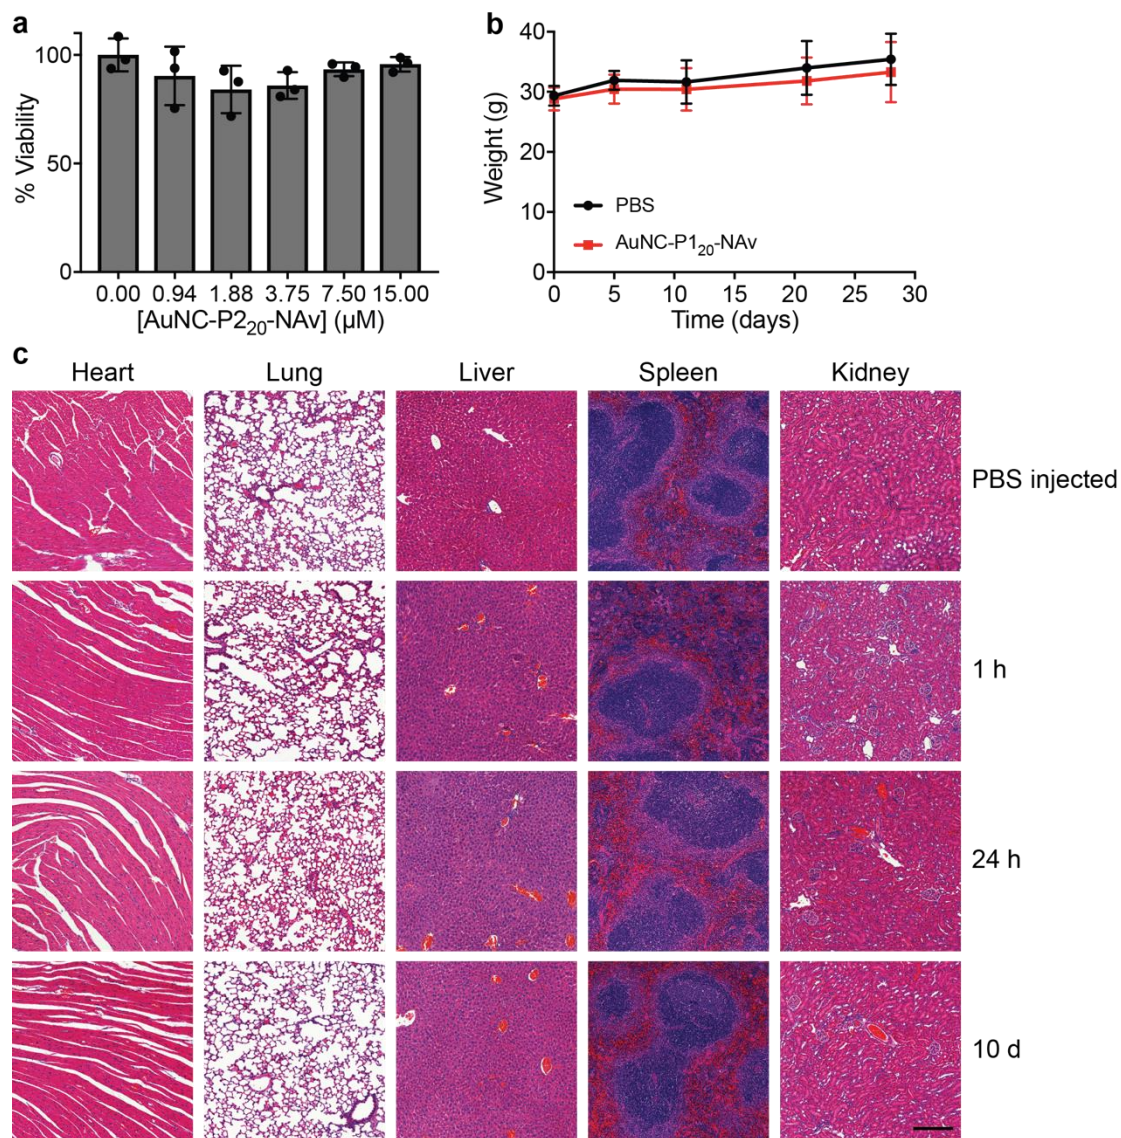 a
% Viability
100
50
0
0.00 0.94 1.88 3.75 7.50 15.00
[AuNC-P2₂₀-NAv] (µM)
b
Weight (g)
40
30
20
10
0
PBS
AuNC-P1₂₀-NAv
0 5 10 15 20 25 30
Time (days)
c
Heart Lung Liver Spleen Kidney
PBS injected
1 h
24 h
10 d